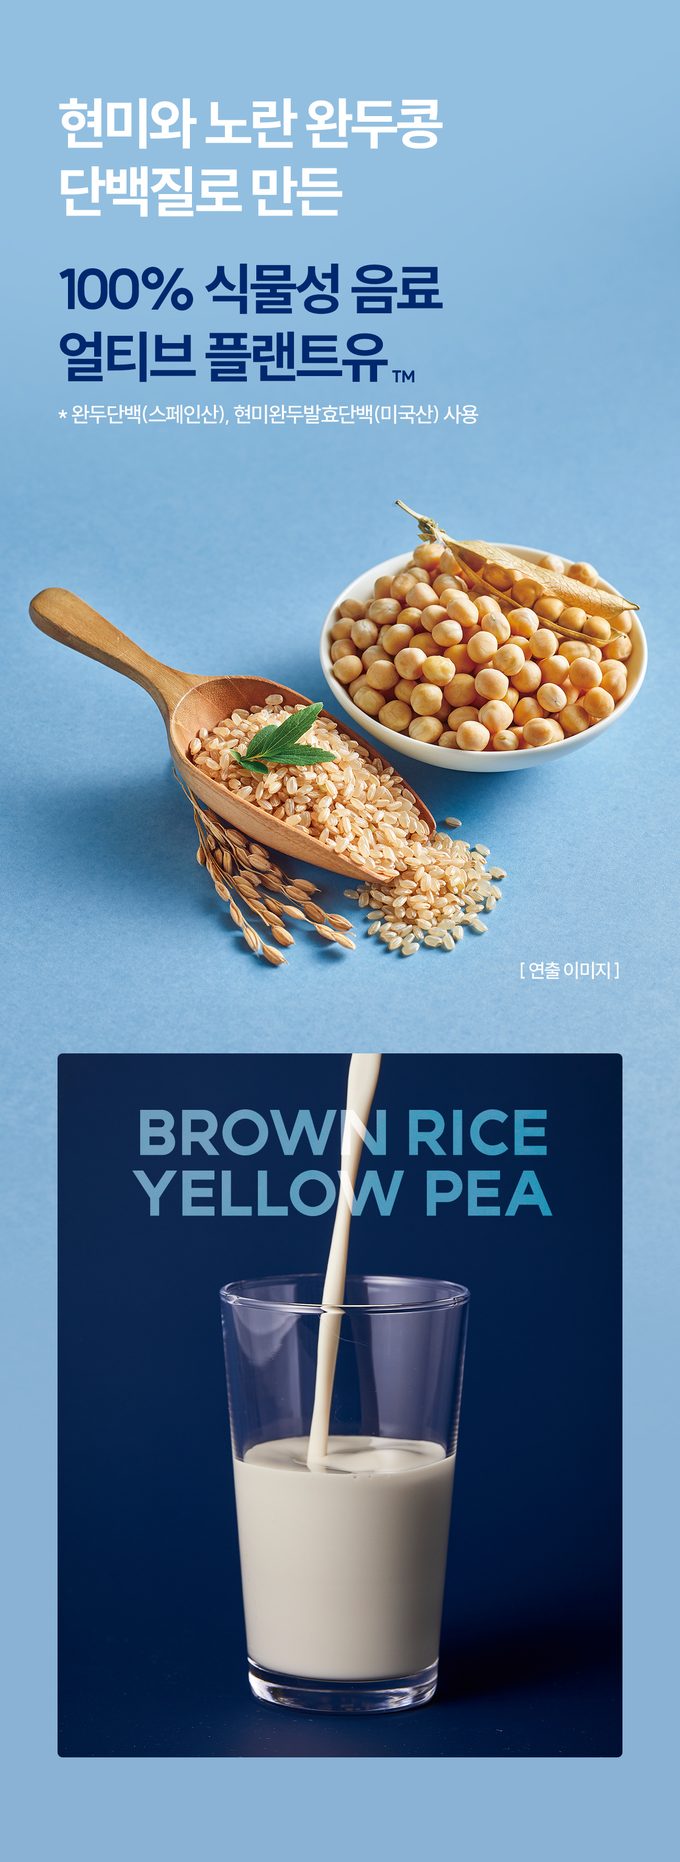 현미와 노란 완두콩
단백질로 만든
100% 식물성 음료
얼티브 플랜트유™
* 완두단백(스페인산), 현미완두발효단백(미국산) 사용
[ 연출 이미지 ]
BROWN RICE
YELLOW PEA